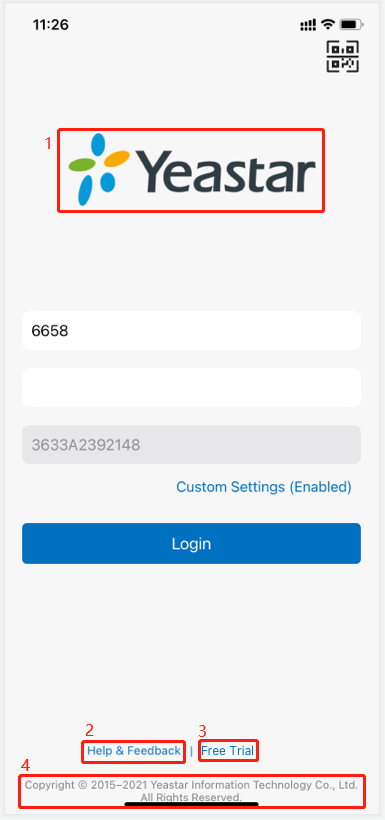 11:26
1
Yeastar
6658
3633A2392148
Custom Settings (Enabled)
Login
2
3
Help & Feedback | Free Trial
4
Copyright © 2015–2021 Yeastar Information Technology Co., Ltd.
All Rights Reserved.